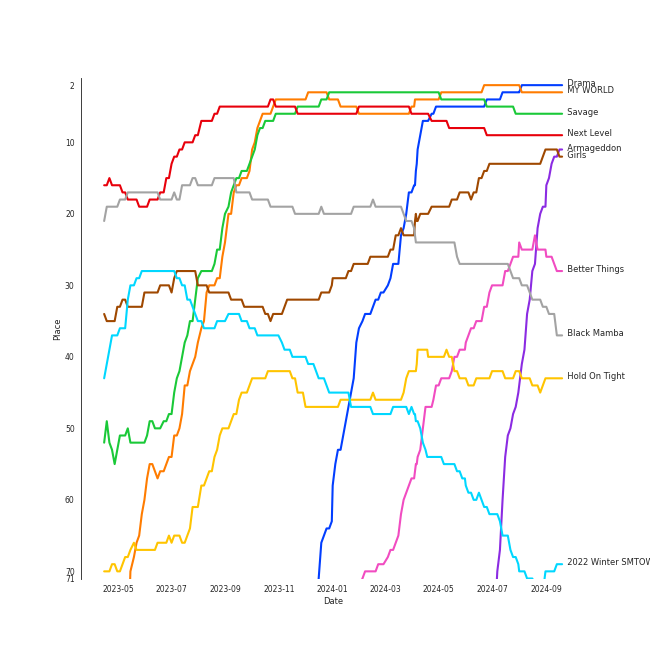 2
10
20
30
40
50
60
70
71
Place
2023-05
2023-07
2023-09
2023-11
2024-01
2024-03
2024-05
2024-07
2024-09
Date
Drama
MY WORLD
Savage
Next Level
Armageddon
Girls
Better Things
Black Mamba
Hold On Tight
2022 Winter SMTOW